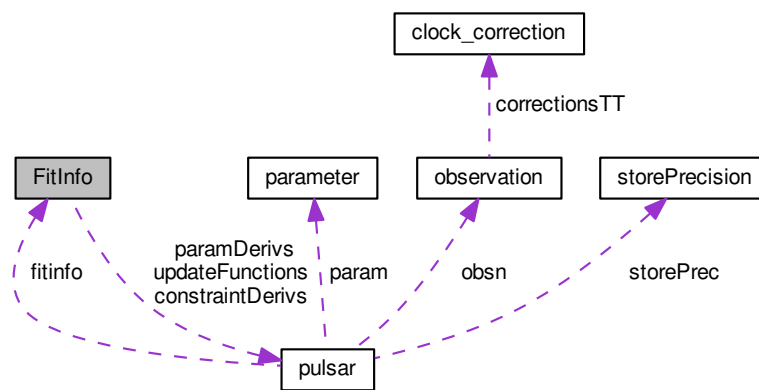 clock_correction
correctionsTT
FitInfo
parameter
observation
storePrecision
fitinfo
paramDerivs
updateFunctions
constraintDerivs
param
obsn
storePrec
pulsar